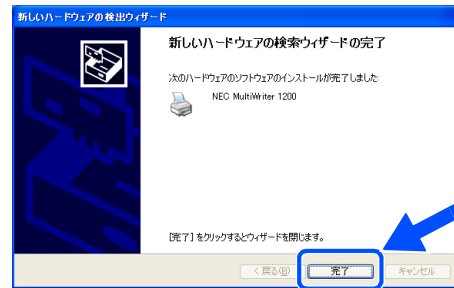 新しいハードウェアの検出ウィザード
新しいハードウェアの検索ウィザードの完了
次のハードウェアのソフトウェアのインストールが完了しました:
NEC MultiWriter 1200
[完了] をクリックするとウィザードを閉じます。
< 戻る(B)
完了
キャンセル